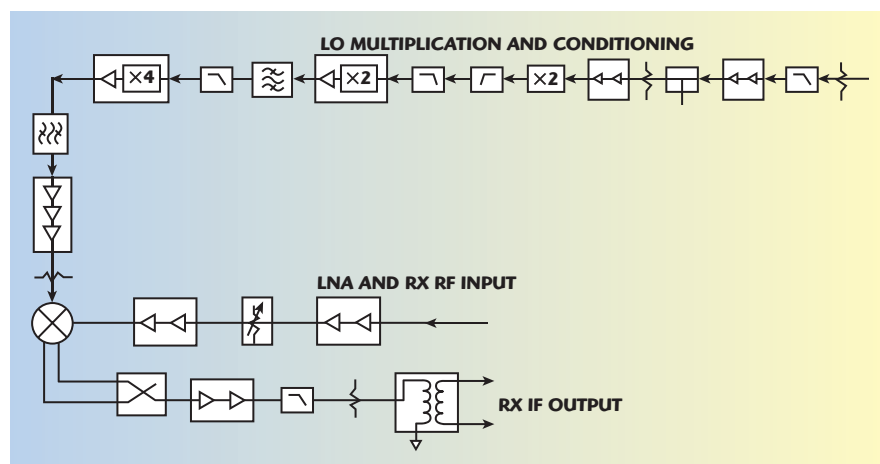 LO MULTIPLICATION AND CONDITIONING
×4
×2
×2
LNA AND RX RF INPUT
RX IF OUTPUT